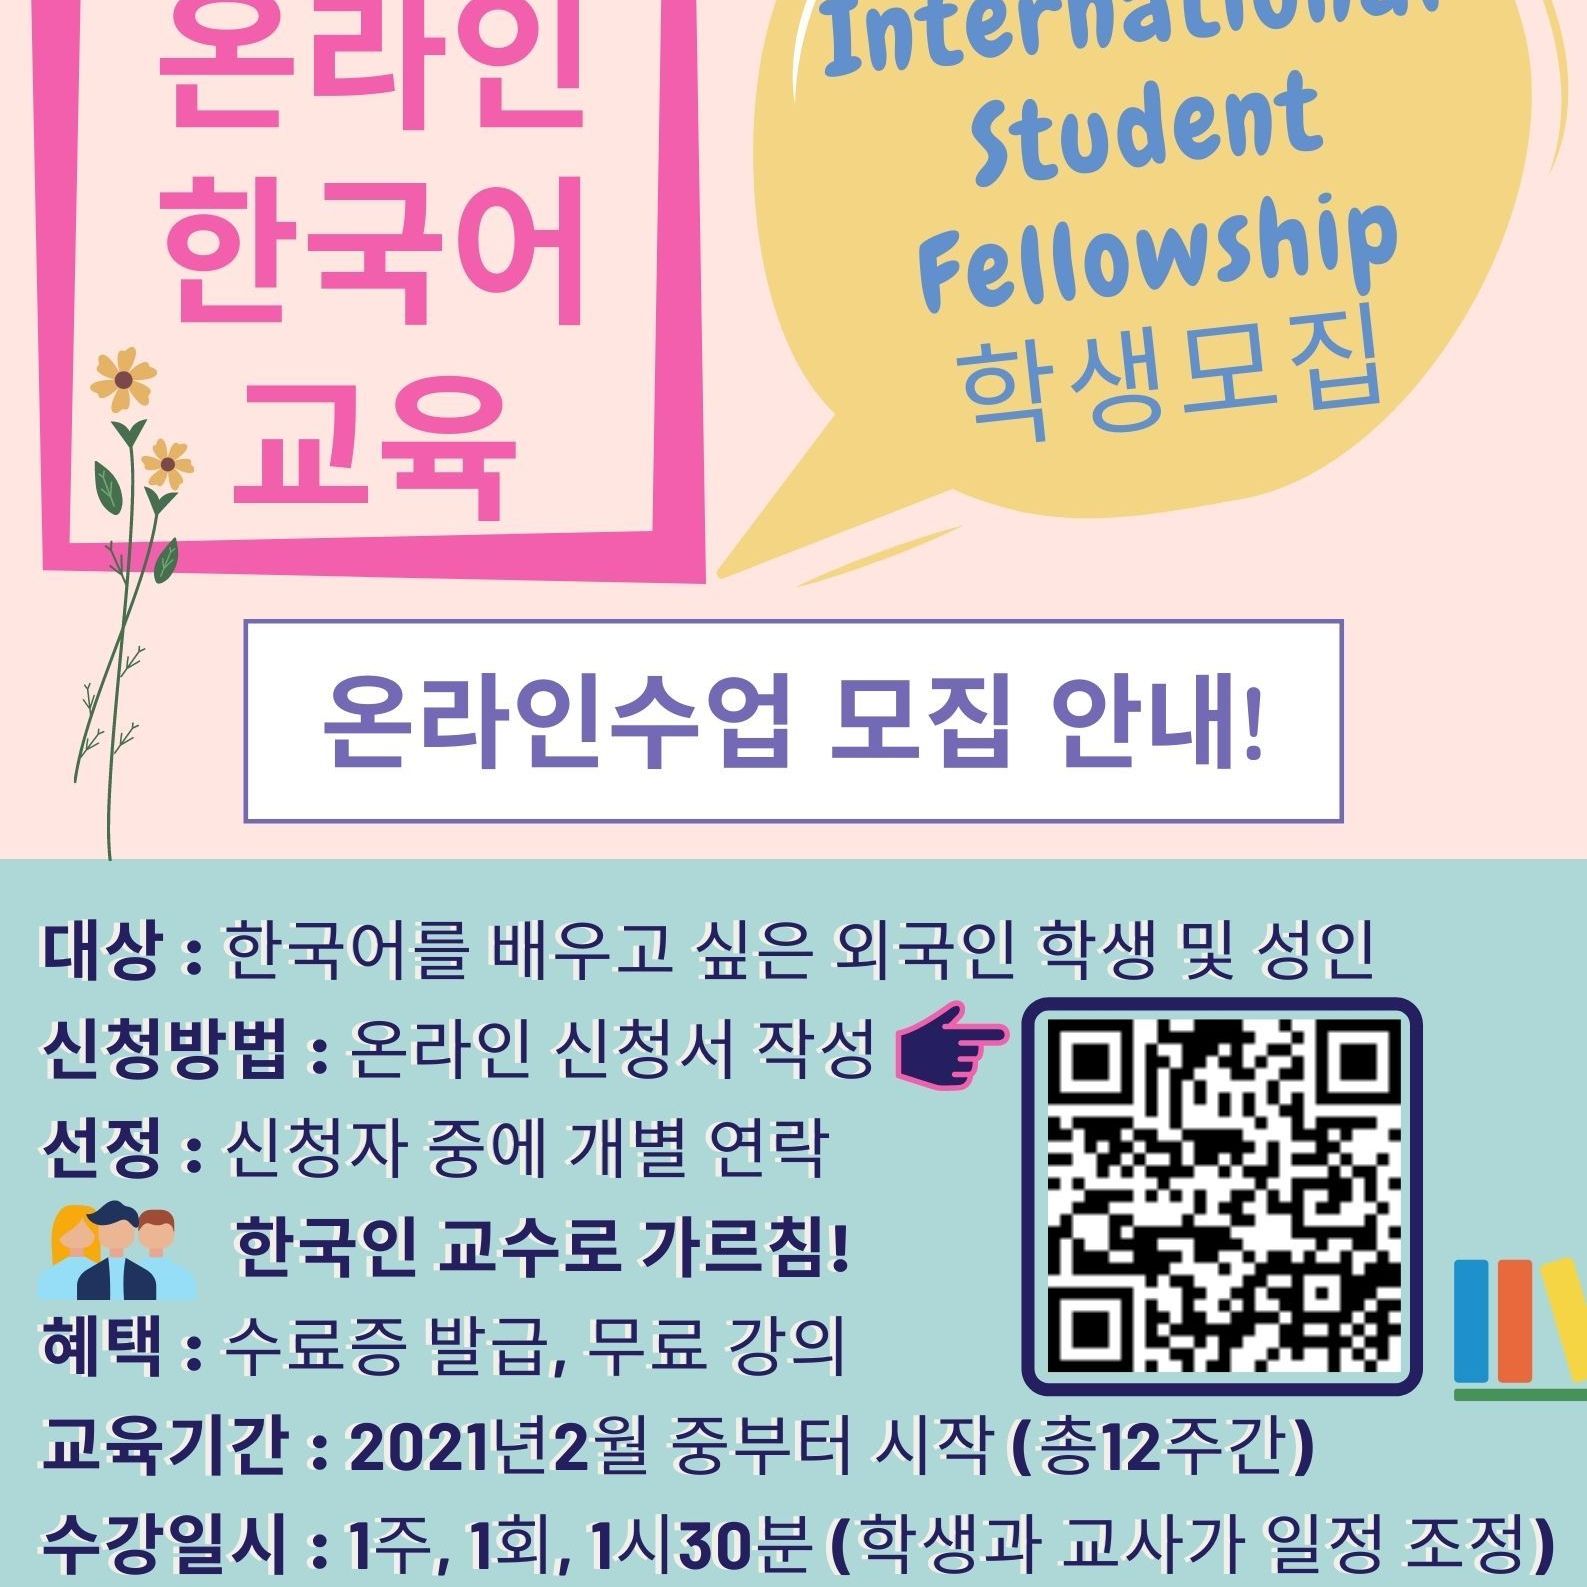 온라인
한국어
교육
International
Student
Fellowship
학생모집
온라인수업 모집 안내!
대상 : 한국어를 배우고 싶은 외국인 학생 및 성인
신청방법 : 온라인 신청서 작성
선정 : 신청자 중에 개별 연락
한국인 교수로 가르침!
혜택 : 수료증 발급, 무료 강의
교육기간 : 2021년2월 중부터 시작 (총12주간)
수강일시 : 1주, 1회, 1시30분 (학생과 교사가 일정 조정)